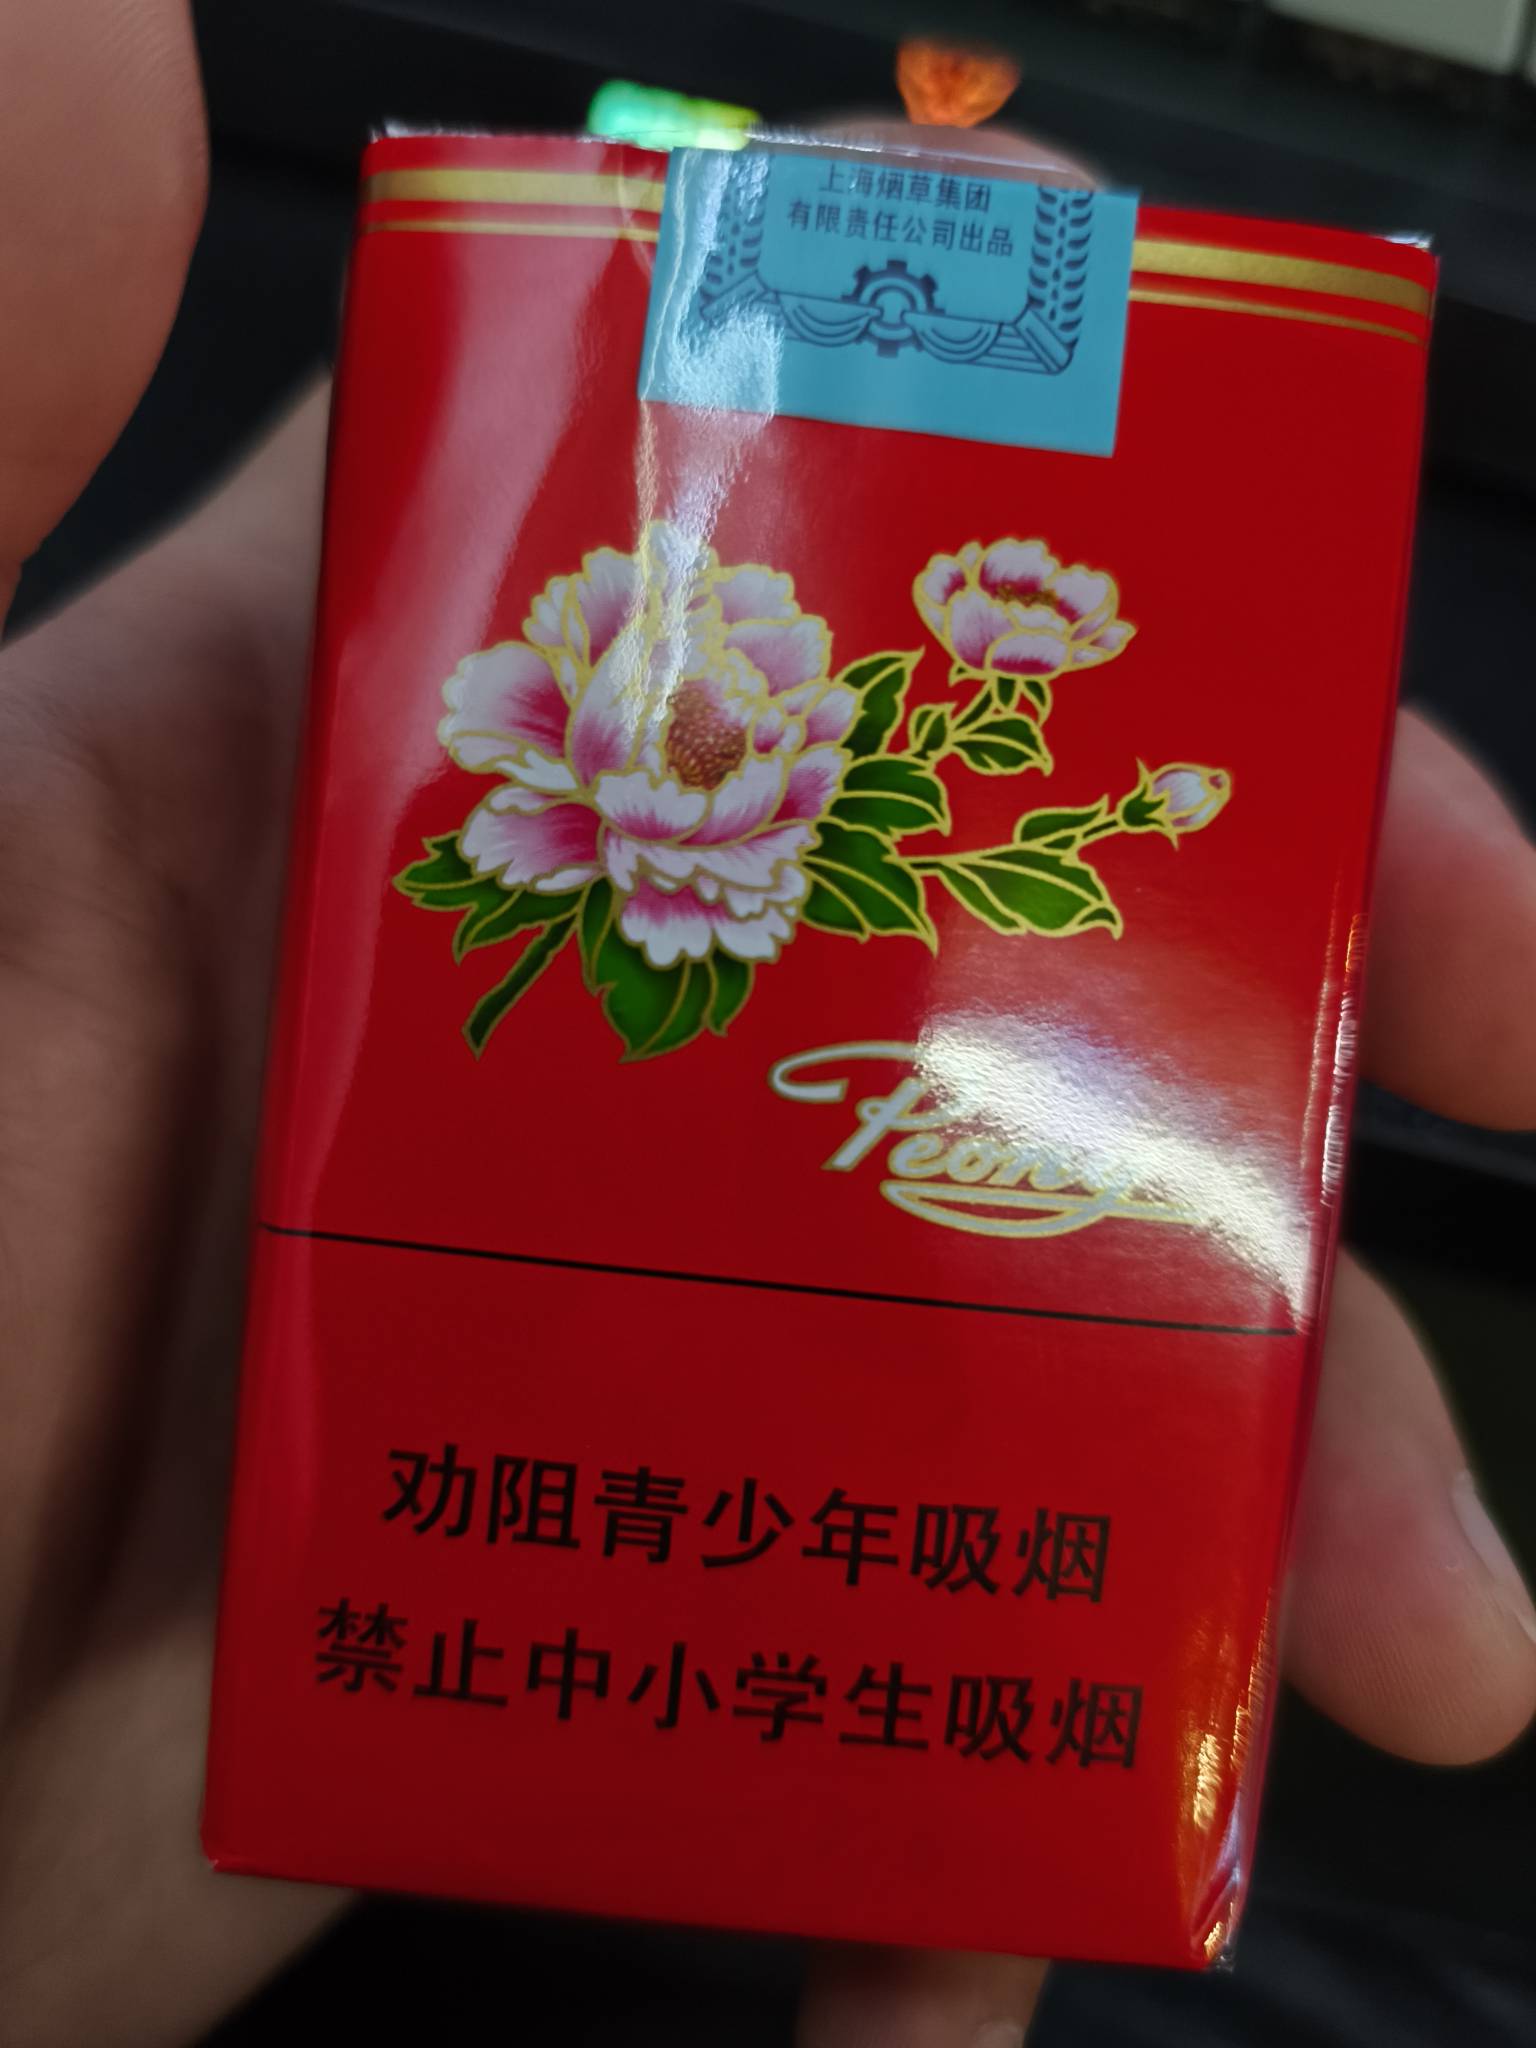 上海烟草集团
有限责任公司出品
Peony
劝阻青少年吸烟
禁止中小学生吸烟